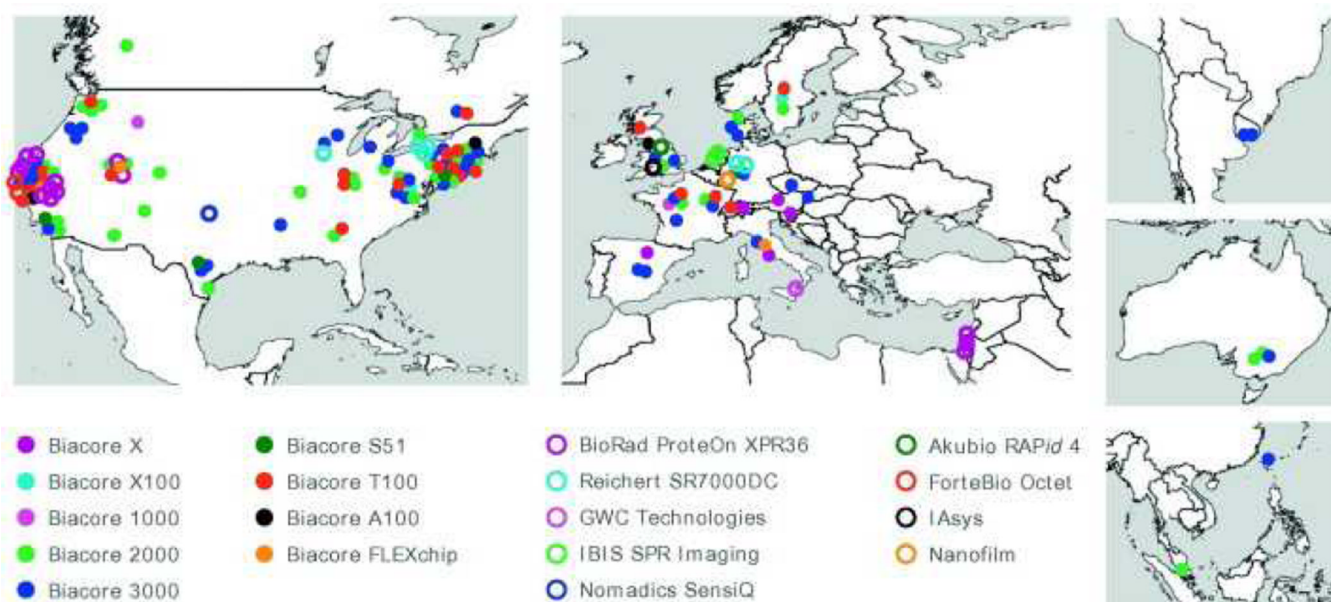 Biacore X
Biacore X100
Biacore 1000
Biacore 2000
Biacore 3000
Biacore S51
Biacore T100
Biacore A100
Biacore FLEXchip
BioRad ProteOn XPR36
Reichert SR7000DC
GWC Technologies
IBIS SPR Imaging
Nomadics SensiQ
Akubio RAPid 4
ForteBio Octet
IAsys
Nanofilm